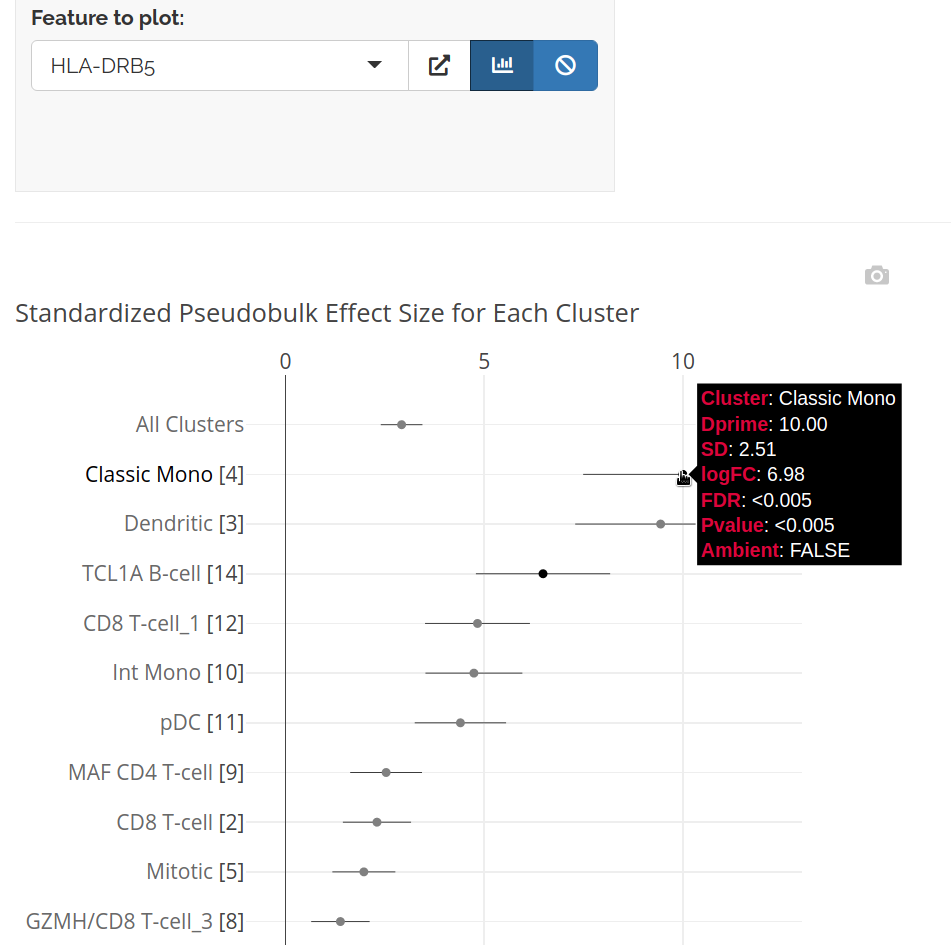 Feature to plot:
HLA-DRB5
Standardized Pseudobulk Effect Size for Each Cluster
0 5 10
All Clusters
Classic Mono [4]
Dendritic [3]
TCL1A B-cell [14]
CD8 T-cell_1 [12]
Int Mono [10]
pDC [11]
MAF CD4 T-cell [9]
CD8 T-cell [2]
Mitotic [5]
GZMH/CD8 T-cell_3 [8]
Cluster: Classic Mono
Dprime: 10.00
SD: 2.51
logFC: 6.98
FDR: <0.005
Pvalue: <0.005
Ambient: FALSE